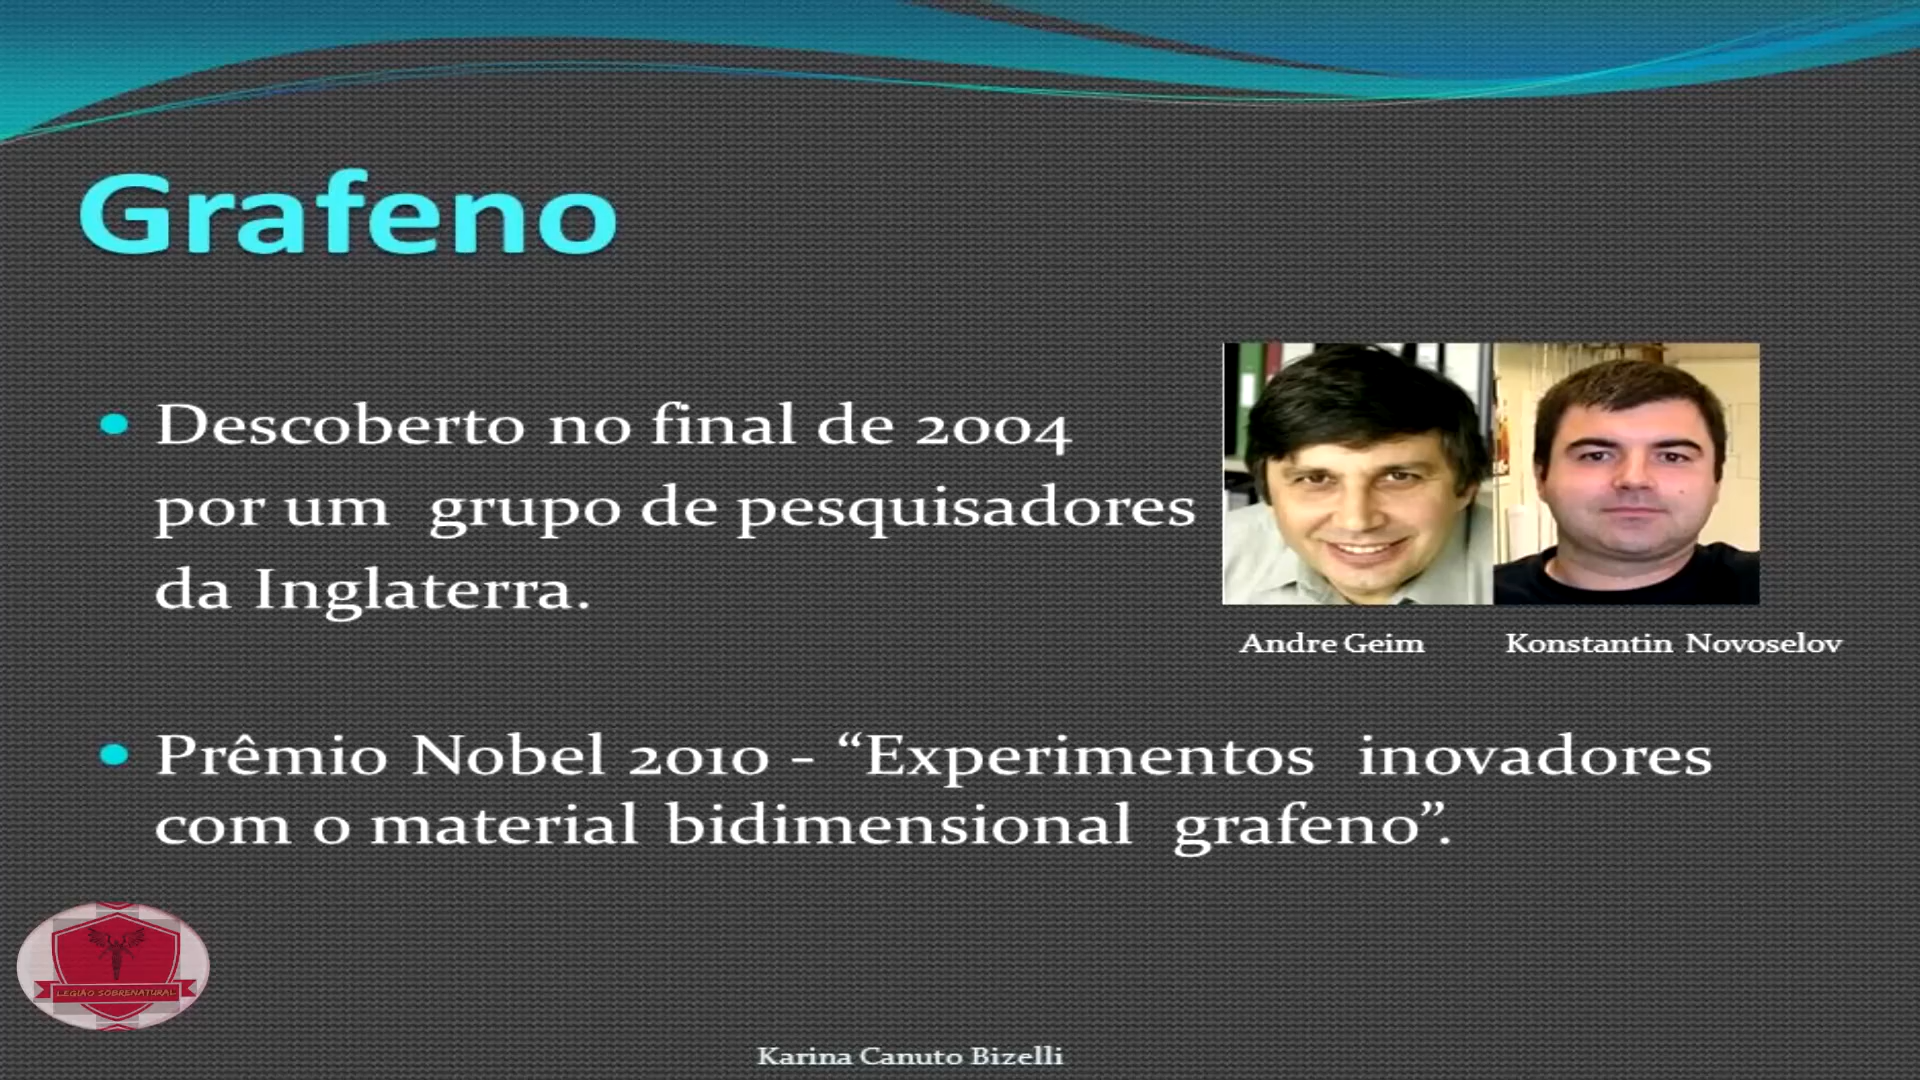 Grafeno
Descoberto no final de 2004
por um grupo de pesquisadores
da Inglaterra.
Andre Geim Konstantin Novoselov
Prêmio Nobel 2010 - “Experimentos inovadores
com o material bidimensional grafeno”.
LEGIÃO SOBRENATURAL
Karina Canuto Bizelli